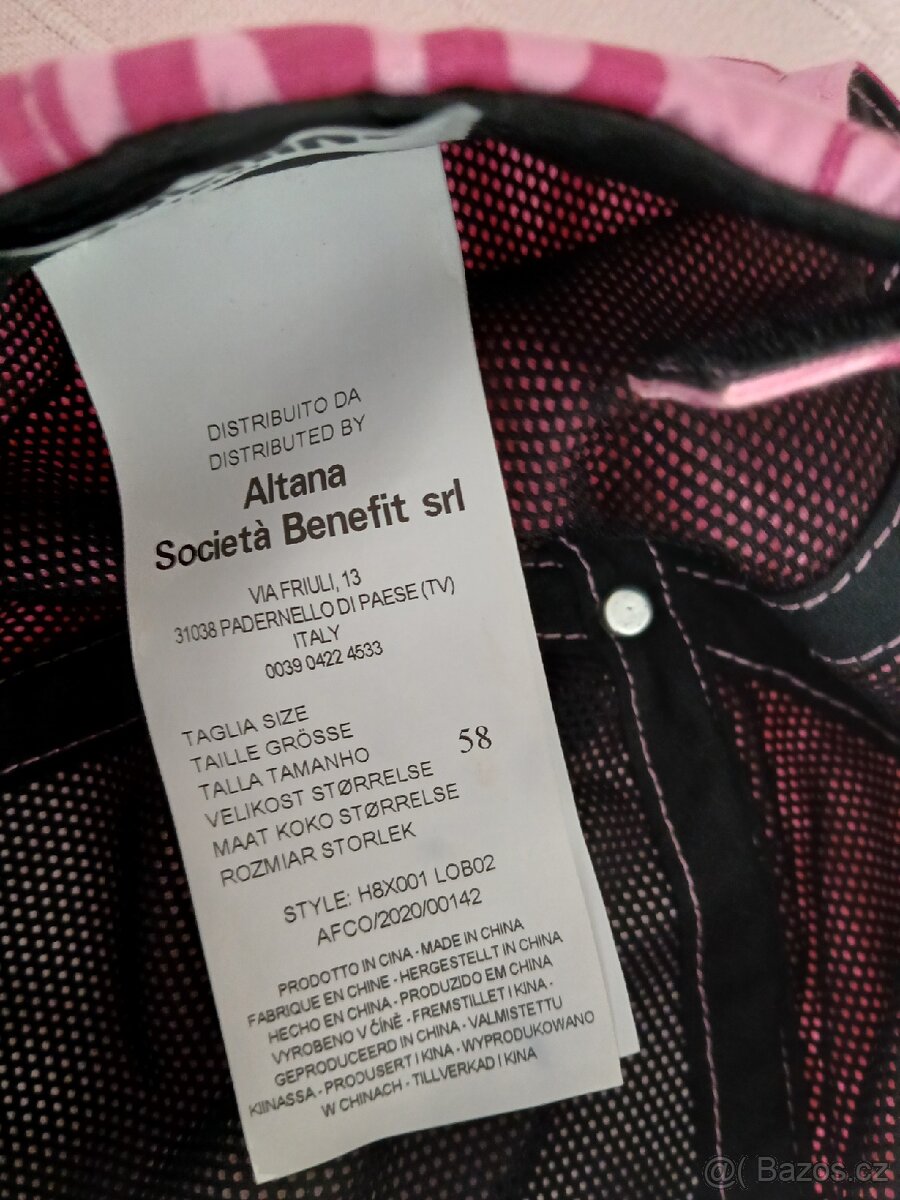 DISTRIBUITO DA
DISTRIBUTED BY
Altana
Società Benefit srl
VIA FRIULI, 13
31038 PADERNELLO DI PAESE (TV)
ITALY
0039 0422 4533
TAGLIA SIZE
TAILLE GRÖSSE
TALLA TAMANHO 58
VELIKOST STØRRELSE
MAAT KOKO STØRRELSE
ROZMIAR STORLEK
STYLE: H8X001 LOB02
AFCO/2020/00142
PRODOTTO IN CINA - MADE IN CHINA
FABRIQUE EN CHINE - HERGESTELLT IN CHINA
HECHO EN CHINA - PRODUZIDO EM CHINA
VYROBENO V ČÍNĚ - FREMSTILLET I KINA -
GEPRODUCEERD IN CHINA - VALMISTETTU
KIINASSA - PRODUSERT I KINA - WYPRODUKOWANO
W CHINACH - TILLVERKAD I KINA
@( Bazos.cz